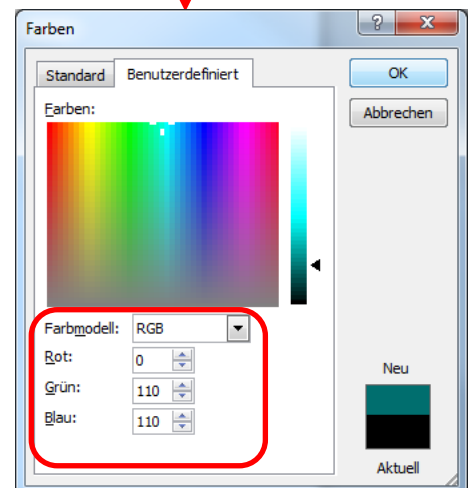 Farben
?
X
Standard Benutzerdefiniert
OK
Farben:
Abbrechen
Farbmodell: RGB
Rot: 0
Grün: 110
Blau: 110
Neu
Aktuell